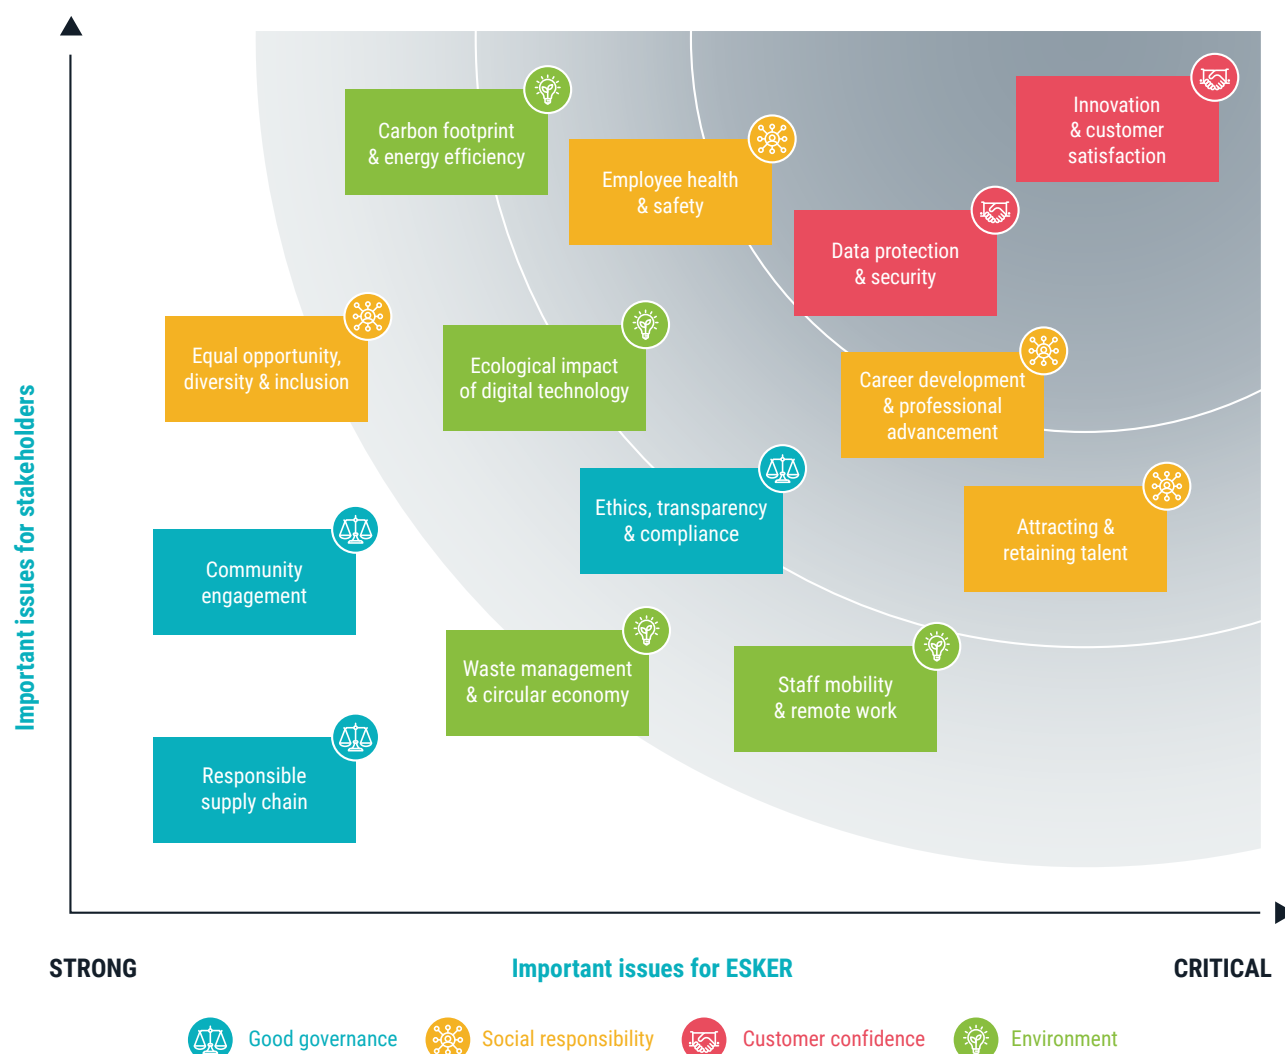 Important issues for stakeholders
Carbon footprint
& energy efficiency
Employee health
& safety
Innovation
& customer
satisfaction
Data protection
& security
Equal opportunity,
diversity & inclusion
Ecological impact
of digital technology
Career development
& professional
advancement
Ethics, transparency
& compliance
Attracting &
retaining talent
Community
engagement
Waste management
& circular economy
Staff mobility
& remote work
Responsible
supply chain
STRONG
Important issues for ESKER
CRITICAL
Good governance
Social responsibility
Customer confidence
Environment